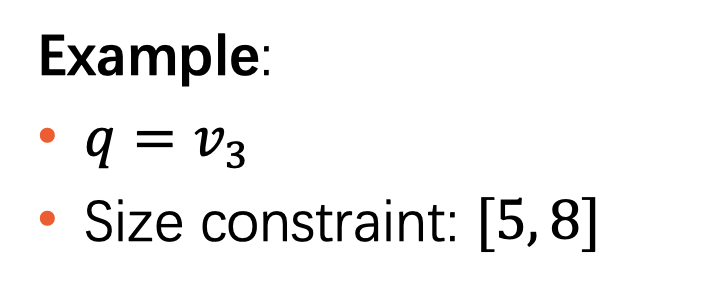 Example:
• q = v₃
• Size constraint: [5, 8]